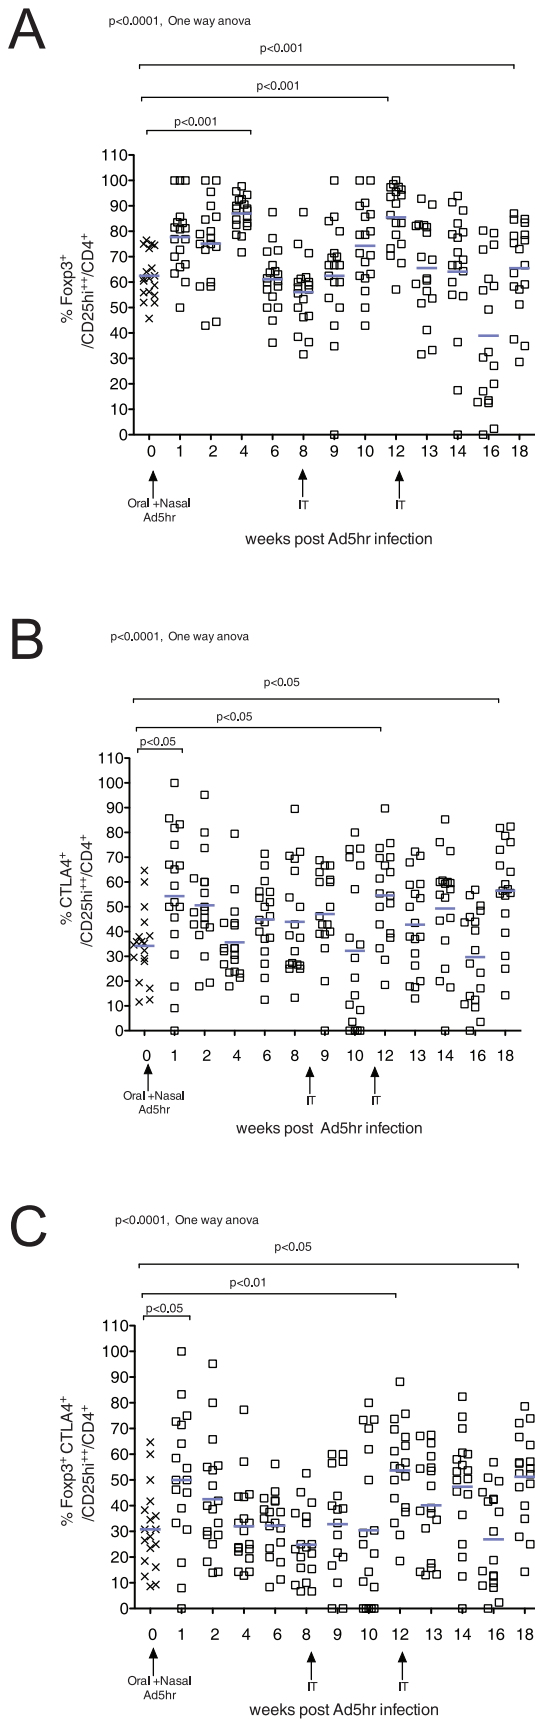 A
p<0.0001, One way anova
p<0.001
p<0.001
p<0.001
% Foxp3+
/CD25hi++/CD4+
110
100
90
80
70
60
50
40
30
20
10
0
0 1 2 4 6 8 9 10 12 13 14 16 18
Oral +Nasal
Ad5hr
IT
IT
weeks post Ad5hr infection
B
p<0.0001, One way anova
p<0.05
p<0.05
p<0.05
% CTLA4+
/CD25hi++/CD4+
110
100
90
80
70
60
50
40
30
20
10
0
0 1 2 4 6 8 9 10 12 13 14 16 18
Oral +Nasal
Ad5hr
IT
IT
weeks post Ad5hr infection
C
p<0.0001, One way anova
p<0.05
p<0.01
p<0.05
% Foxp3+ CTLA4+
/CD25hi++/CD4+
110
100
90
80
70
60
50
40
30
20
10
0
0 1 2 4 6 8 9 10 12 13 14 16 18
Oral +Nasal
Ad5hr
IT
IT
weeks post Ad5hr infection